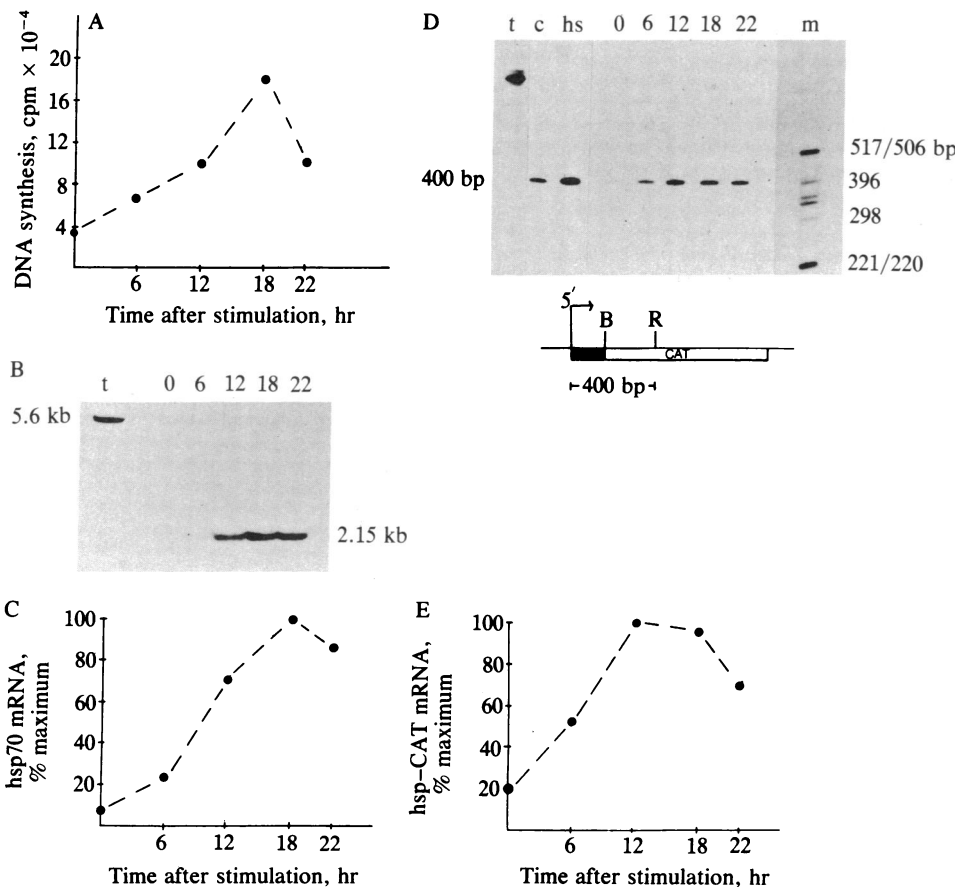 A
DNA synthesis, cpm × 10⁻⁴
20
16
12
8
4
6 12 18 22
Time after stimulation, hr
B
t 0 6 12 18 22
5.6 kb
2.15 kb
C
hsp70 mRNA,
% maximum
100
80
60
40
20
6 12 18 22
Time after stimulation, hr
D
t c hs 0 6 12 18 22 m
400 bp
517/506 bp
396
298
221/220
5′
B R
CAT
400 bp
E
hsp–CAT mRNA,
% maximum
100
80
60
40
20
6 12 18 22
Time after stimulation, hr